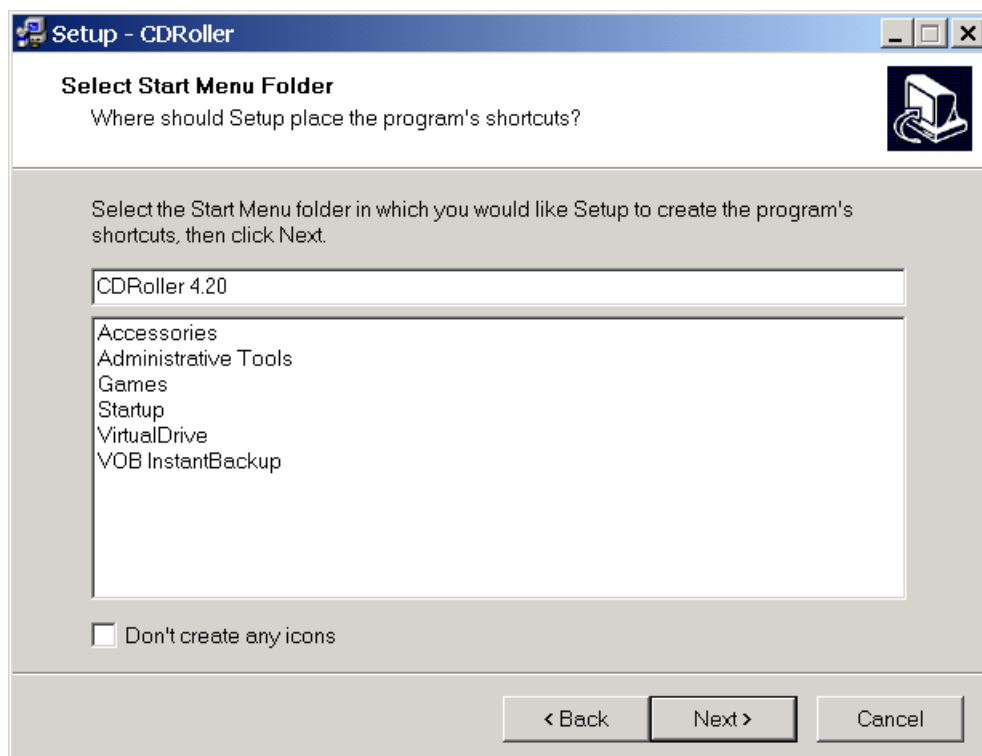 Setup - CDRoller
Select Start Menu Folder
Where should Setup place the program's shortcuts?
Select the Start Menu folder in which you would like Setup to create the program's
shortcuts, then click Next.
CDRoller 4.20
Accessories
Administrative Tools
Games
Startup
VirtualDrive
VOB InstantBackup
Don't create any icons
< Back Next > Cancel